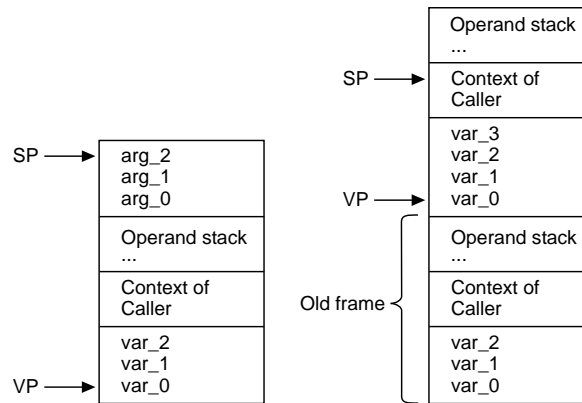 SP
arg_2
arg_1
arg_0
Operand stack
...
Context of
Caller
var_2
var_1
VP
var_0
Operand stack
...
SP
Context of
Caller
var_3
var_2
var_1
VP
var_0
Old frame
Operand stack
...
Context of
Caller
var_2
var_1
var_0